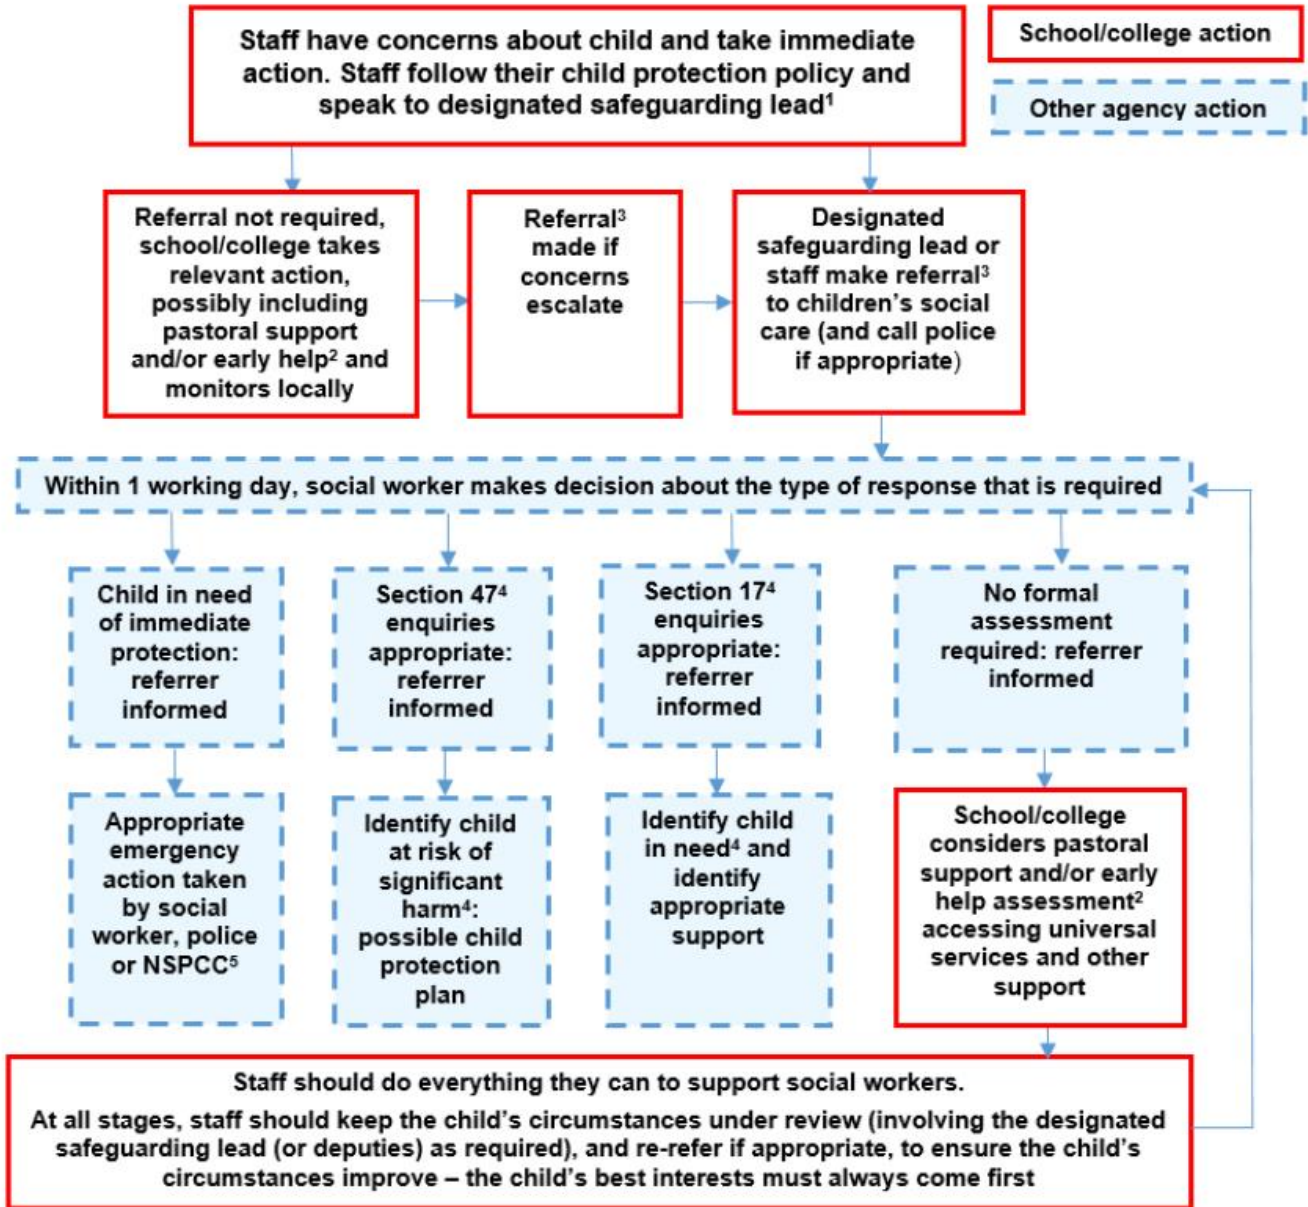 Staff have concerns about child and take immediate
action. Staff follow their child protection policy and
speak to designated safeguarding lead¹
School/college action
Other agency action
Referral not required,
school/college takes
relevant action,
possibly including
pastoral support
and/or early help² and
monitors locally
Referral³
made if
concerns
escalate
Designated
safeguarding lead or
staff make referral³
to children’s social
care (and call police
if appropriate)
Within 1 working day, social worker makes decision about the type of response that is required
Child in need
of immediate
protection:
referrer
informed
Section 47⁴
enquiries
appropriate:
referrer
informed
Section 17⁴
enquiries
appropriate:
referrer
informed
No formal
assessment
required: referrer
informed
Appropriate
emergency
action taken
by social
worker, police
or NSPCC⁵
Identify child
at risk of
significant
harm⁴:
possible child
protection
plan
Identify child
in need⁴ and
identify
appropriate
support
School/college
considers pastoral
support and/or early
help assessment²
accessing universal
services and other
support
Staff should do everything they can to support social workers.
At all stages, staff should keep the child’s circumstances under review (involving the designated
safeguarding lead (or deputies) as required), and re-refer if appropriate, to ensure the child’s
circumstances improve – the child’s best interests must always come first